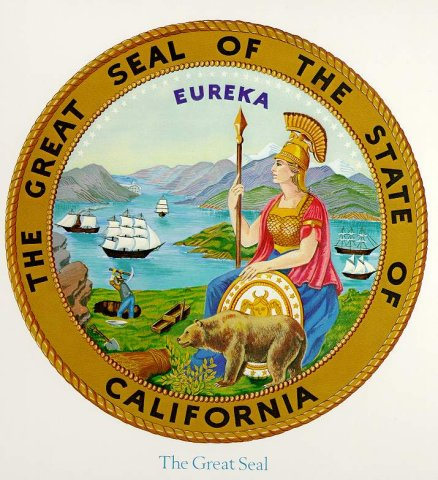 THE GREAT SEAL OF THE STATE OF
CALIFORNIA
EUREKA
The Great Seal